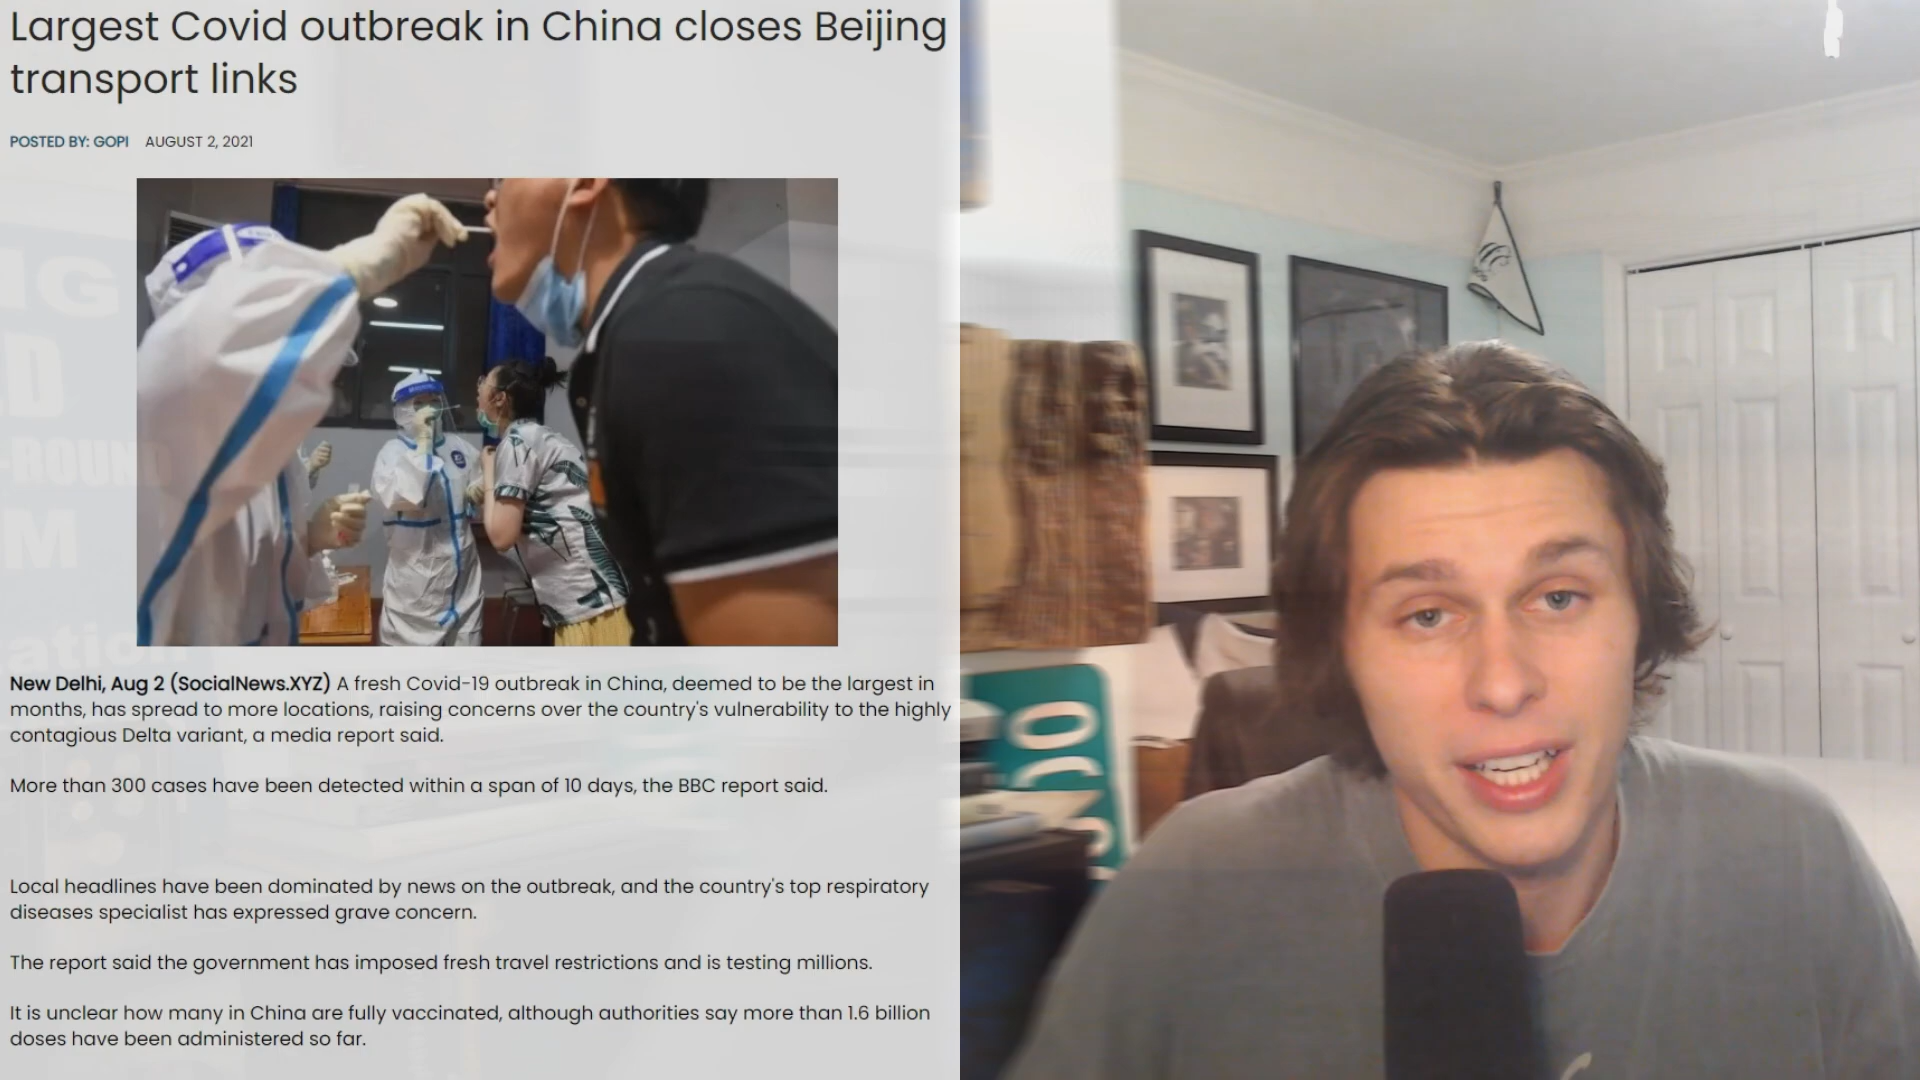 Largest Covid outbreak in China closes Beijing
transport links
POSTED BY: GOPI AUGUST 2, 2021
New Delhi, Aug 2 (SocialNews.XYZ) A fresh Covid-19 outbreak in China, deemed to be the largest in
months, has spread to more locations, raising concerns over the country's vulnerability to the highly
contagious Delta variant, a media report said.
More than 300 cases have been detected within a span of 10 days, the BBC report said.
Local headlines have been dominated by news on the outbreak, and the country's top respiratory
diseases specialist has expressed grave concern.
The report said the government has imposed fresh travel restrictions and is testing millions.
It is unclear how many in China are fully vaccinated, although authorities say more than 1.6 billion
doses have been administered so far.